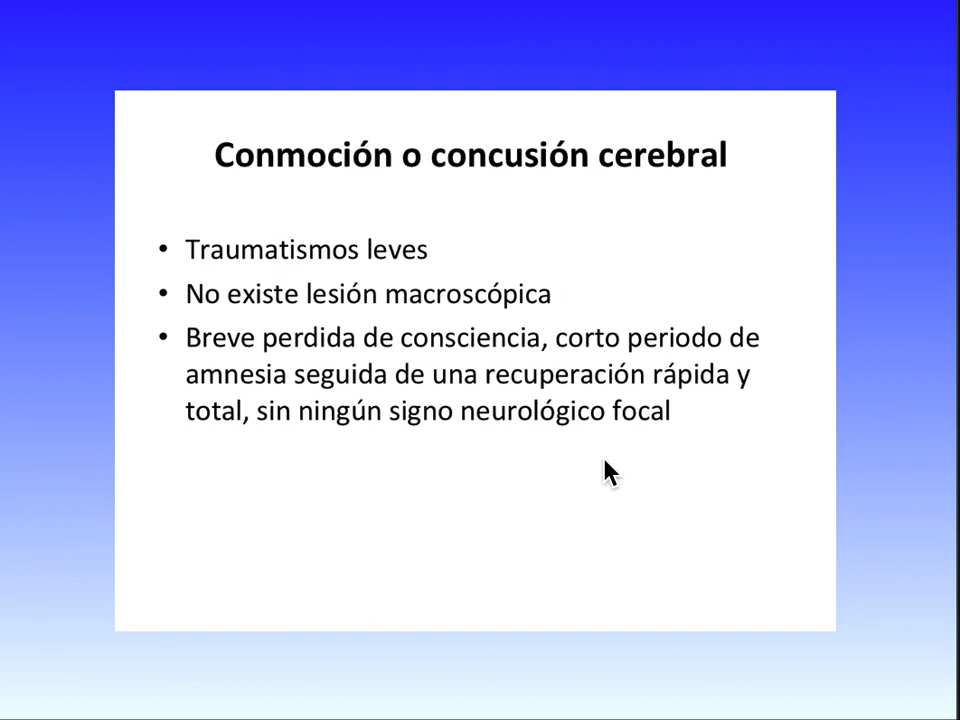 Conmoción o concusión cerebral
• Traumatismos leves
• No existe lesión macroscópica
• Breve perdida de consciencia, corto periodo de
amnesia seguida de una recuperación rápida y
total, sin ningún signo neurológico focal